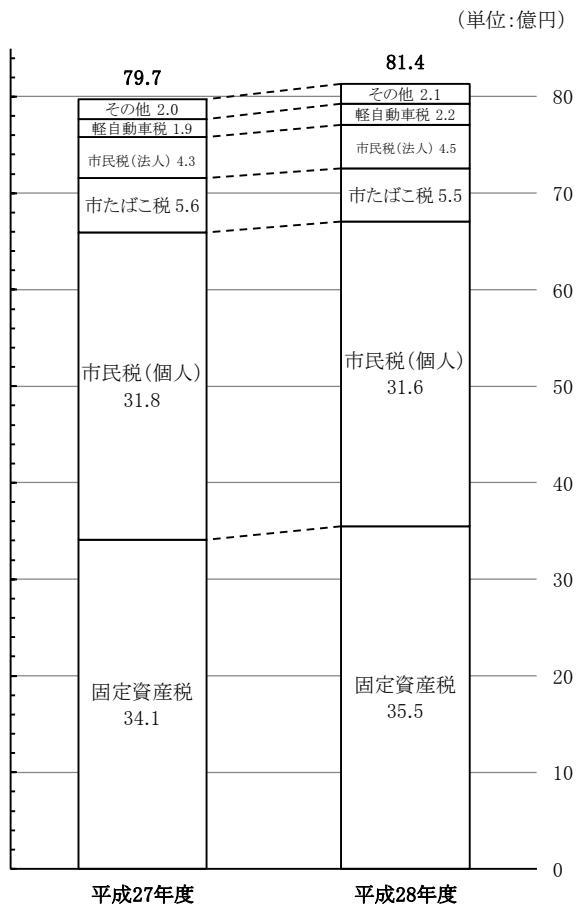 （単位：億円）
79.7
その他 2.0
軽自動車税 1.9
市民税（法人） 4.3
市たばこ税 5.6
市民税（個人）
31.8
固定資産税
34.1
平成27年度
81.4
その他 2.1
軽自動車税 2.2
市民税（法人） 4.5
市たばこ税 5.5
市民税（個人）
31.6
固定資産税
35.5
平成28年度
80
70
60
50
40
30
20
10
0